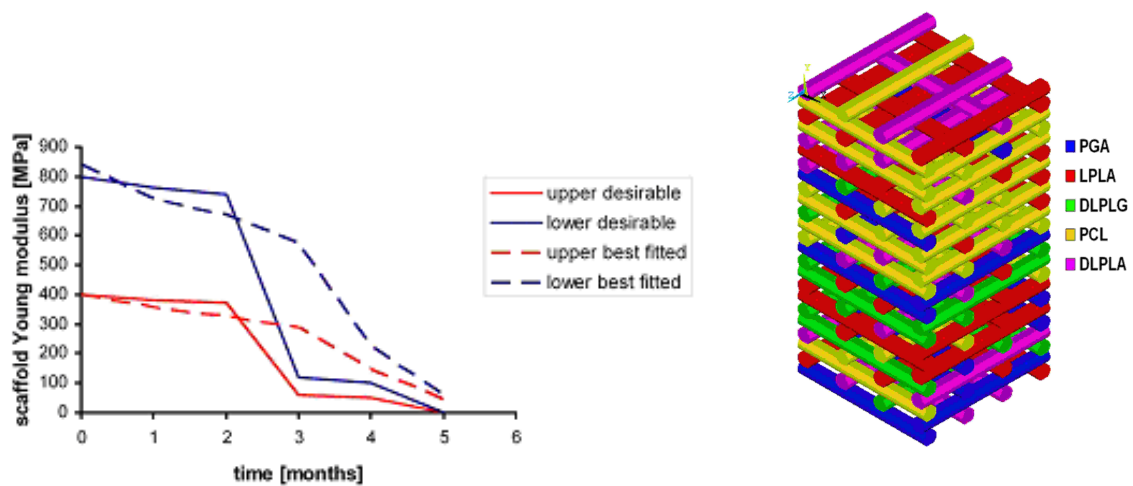 scaffold Young modulus [MPa]
900
800
700
600
500
400
300
200
100
0
0 1 2 3 4 5 6
time [months]
upper desirable
lower desirable
upper best fitted
lower best fitted
Y
Z
PGA
LPLA
DLPLG
PCL
DLPLA